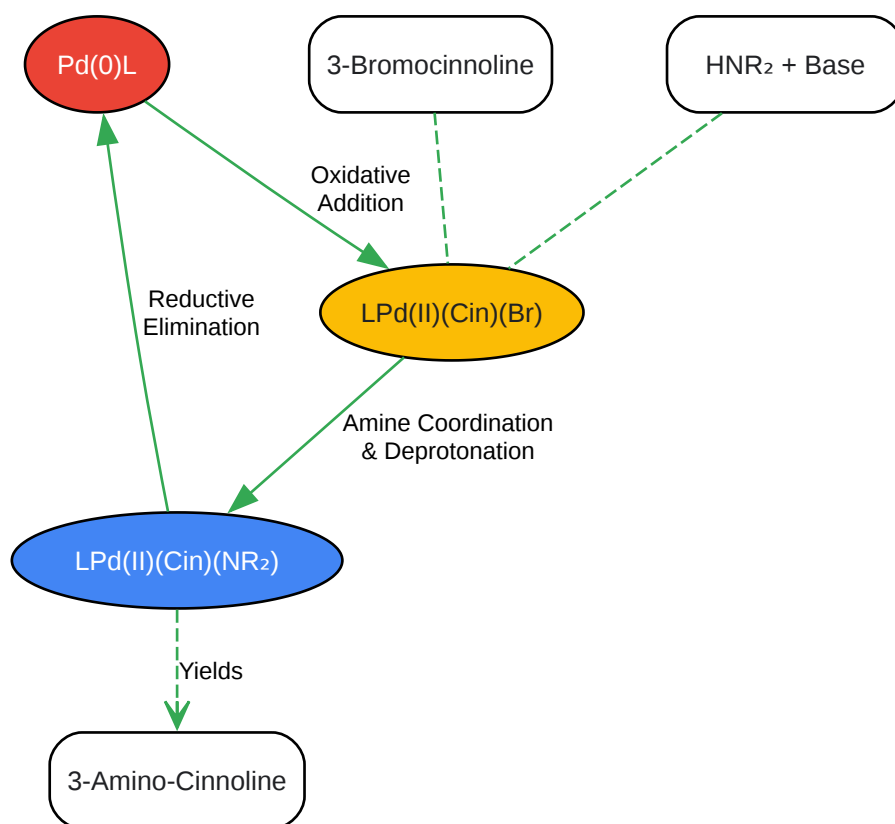 Pd(0)L
3-Bromocinnoline
HNR₂ + Base
Oxidative
Addition
LPd(II)(Cin)(Br)
Reductive
Elimination
Amine Coordination
& Deprotonation
LPd(II)(Cin)(NR₂)
Yields
3-Amino-Cinnoline